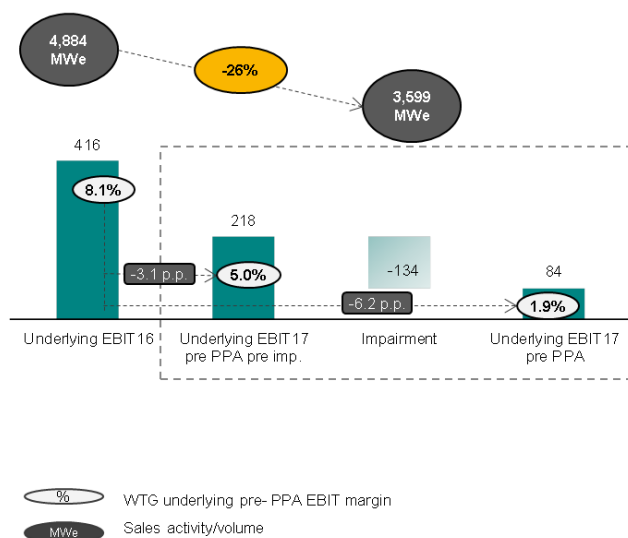 4,884
MWe
-26%
3,599
MWe
416
8.1%
218
-3.1 p.p.
5.0%
-134
84
-6.2 p.p.
1.9%
Underlying EBIT16
Underlying EBIT17
pre PPA pre imp.
Impairment
Underlying EBIT17
pre PPA
%
WTG underlying pre- PPA EBIT margin
MWe
Sales activity/volume